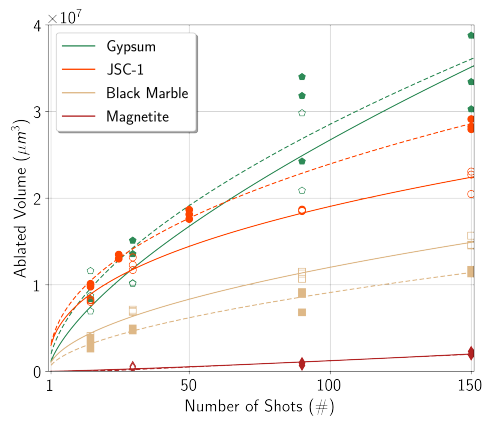 ×10⁷
4
3
2
1
0
Ablated Volume (μm³)
Gypsum
JSC-1
Black Marble
Magnetite
1 50 100 150
Number of Shots (#)